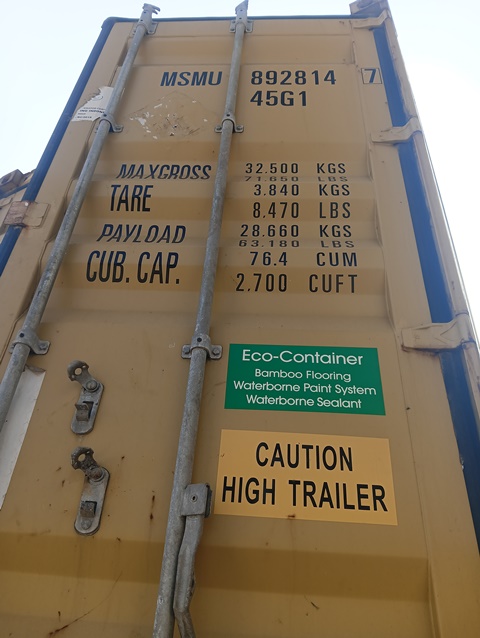 MSMU 892814 7
45G1
MAXGROSS 32.500 KGS
71.650 LBS
TARE 3.840 KGS
8.470 LBS
PAYLOAD 28.660 KGS
63.180 LBS
CUB. CAP. 76.4 CUM
2.700 CUFT
Eco-Container
Bamboo Flooring
Waterborne Paint System
Waterborne Sealant
CAUTION
HIGH TRAILER